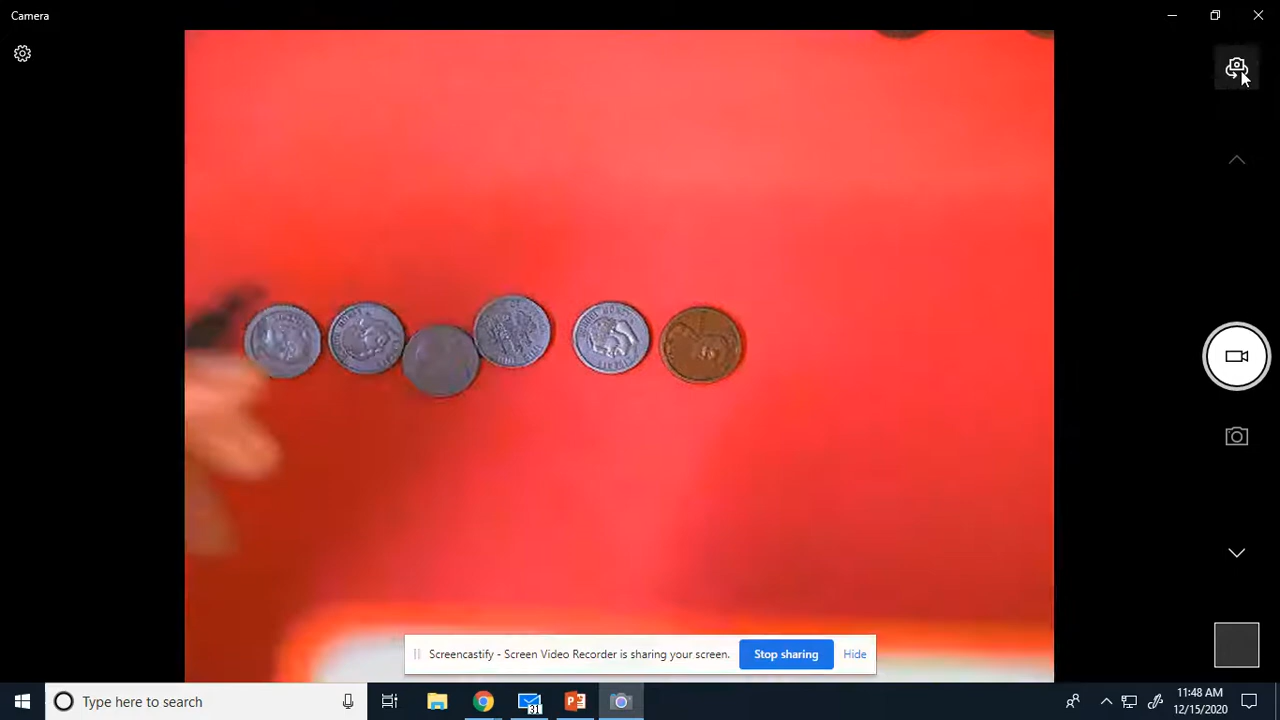 Camera
Screencastify - Screen Video Recorder is sharing your screen.
Stop sharing
Hide
Type here to search
31
11:48 AM
12/15/2020